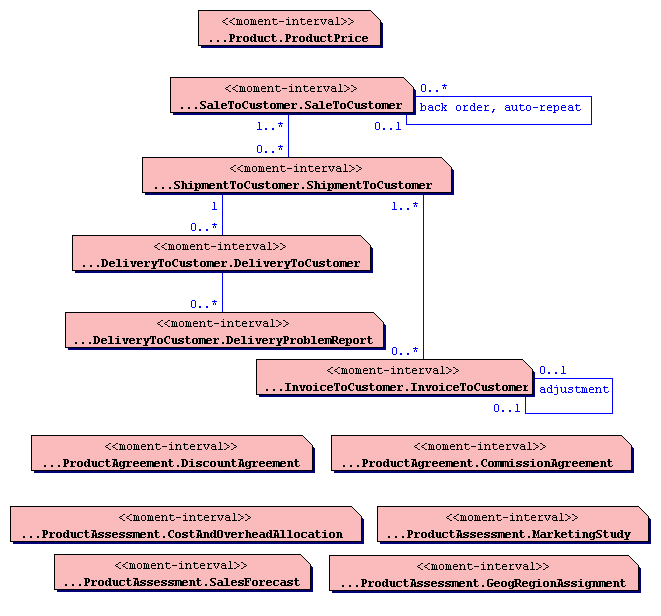 <<moment-interval>>
...Product.ProductPrice
<<moment-interval>>
...SaleToCustomer.SaleToCustomer
0..*
back order, auto-repeat
0..1
1..*
0..*
<<moment-interval>>
...ShipmentToCustomer.ShipmentToCustomer
1
1..*
0..*
<<moment-interval>>
...DeliveryToCustomer.DeliveryToCustomer
0..*
<<moment-interval>>
...DeliveryToCustomer.DeliveryProblemReport
0..*
<<moment-interval>>
...InvoiceToCustomer.InvoiceToCustomer
0..1
adjustment
0..1
<<moment-interval>>
...ProductAgreement.DiscountAgreement
<<moment-interval>>
...ProductAgreement.CommissionAgreement
<<moment-interval>>
...ProductAssessment.CostAndOverheadAllocation
<<moment-interval>>
...ProductAssessment.MarketingStudy
<<moment-interval>>
...ProductAssessment.SalesForecast
<<moment-interval>>
...ProductAssessment.GeogRegionAssignment